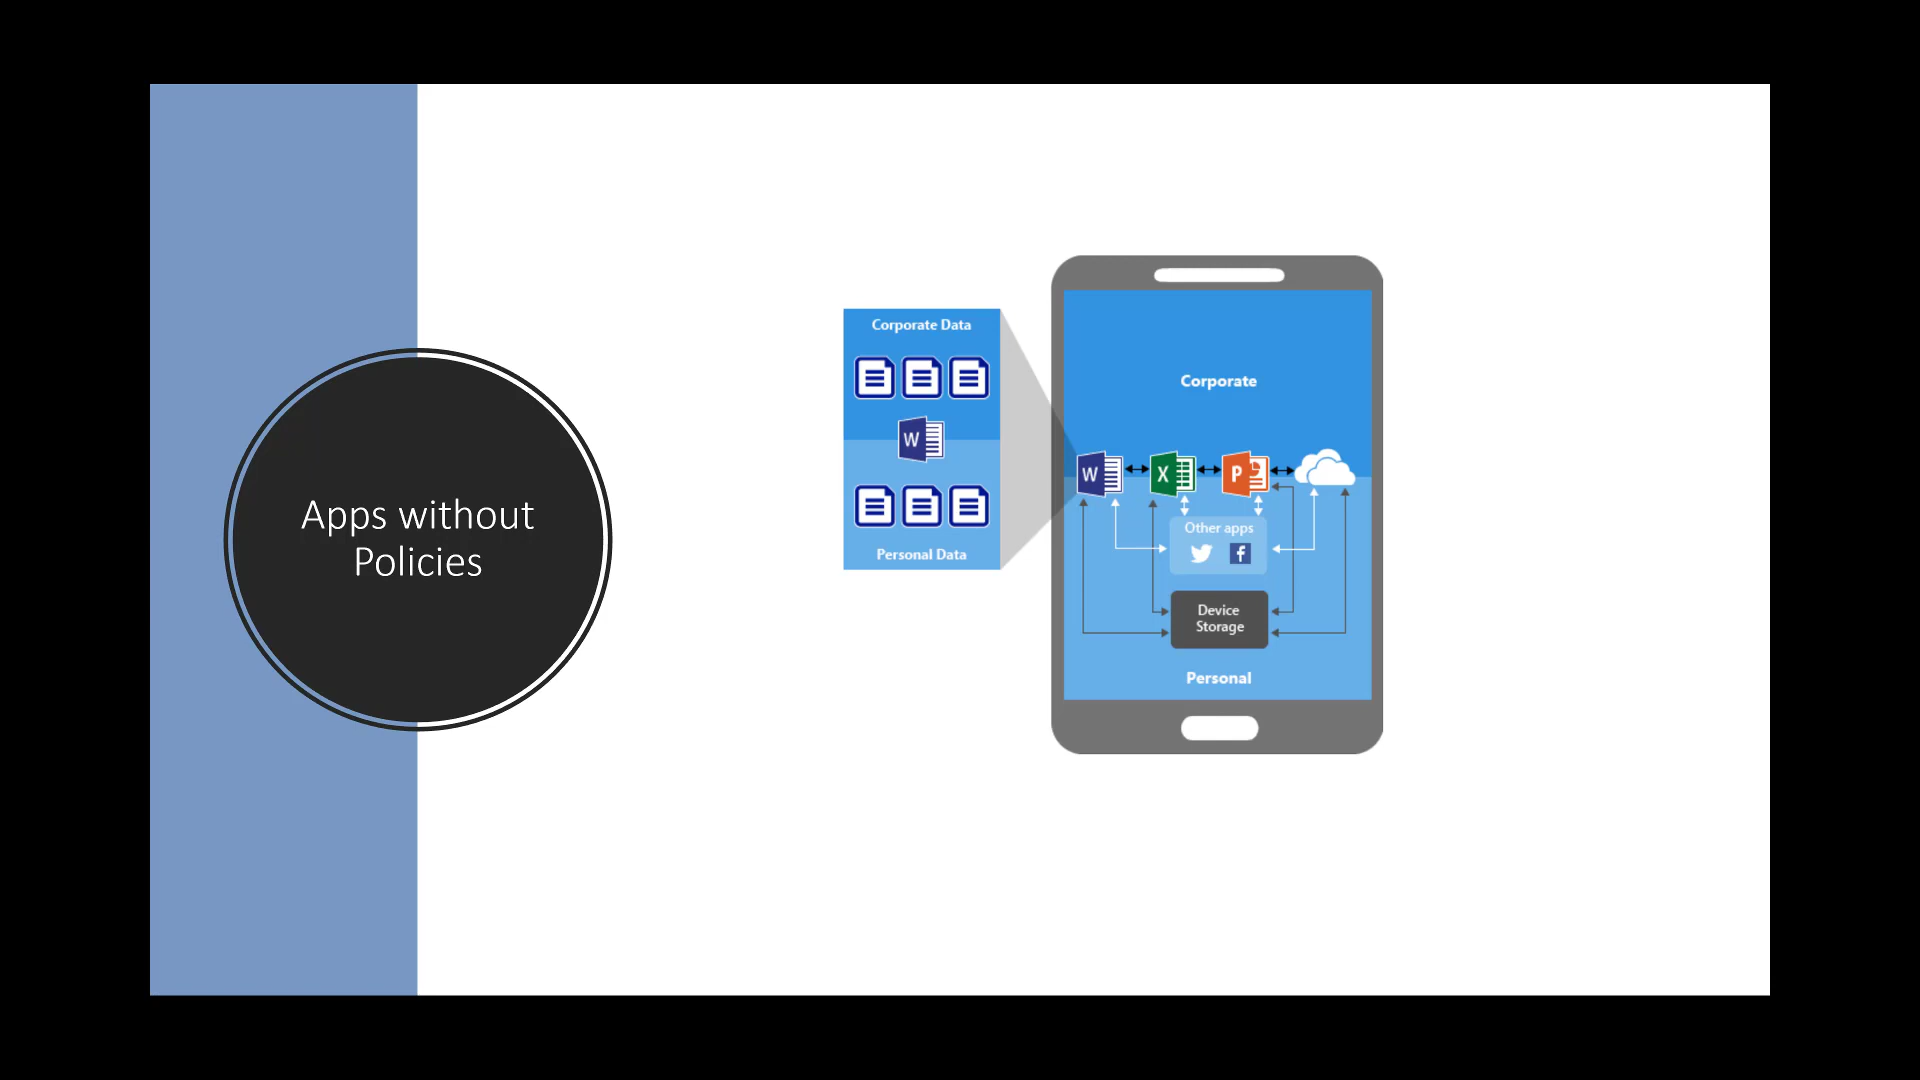 Apps without
Policies
Corporate Data
W
Personal Data
Corporate
W
X
P
Other apps
f
Device
Storage
Personal